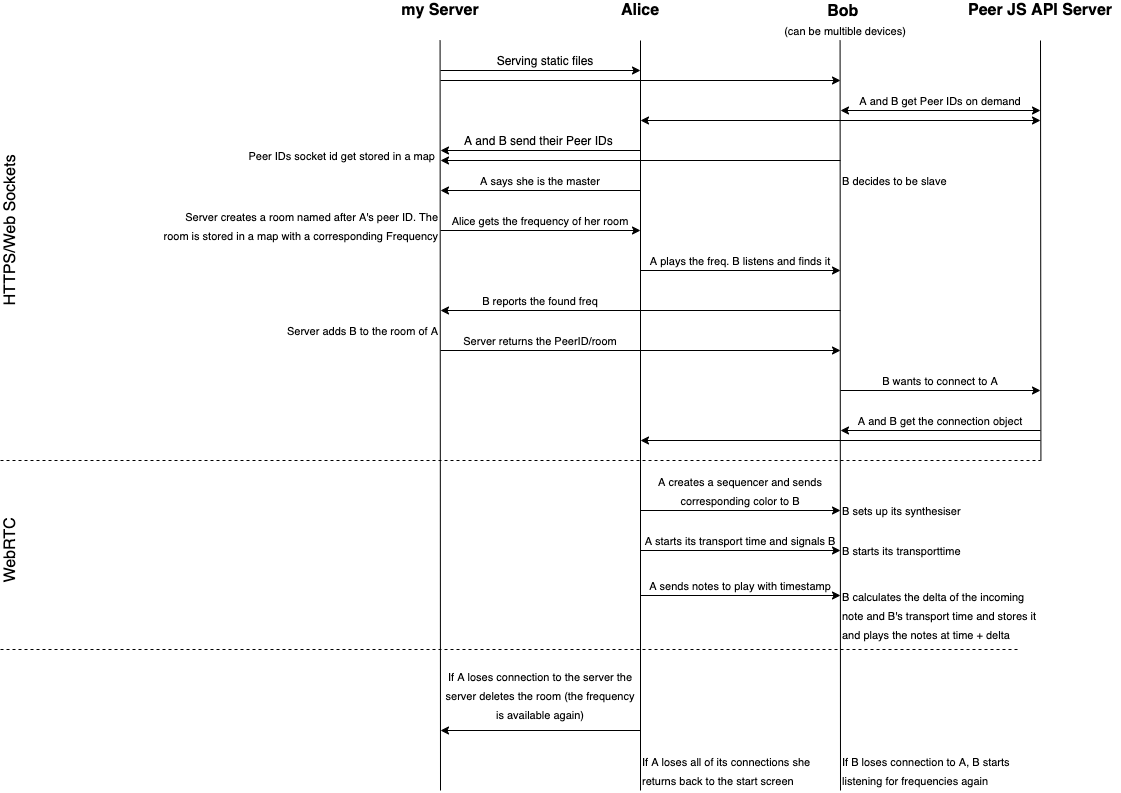 my Server
Alice
Bob
Peer JS API Server
(can be multible devices)
Serving static files
A and B get Peer IDs on demand
A and B send their Peer IDs
Peer IDs socket id get stored in a map
A says she is the master
B decides to be slave
Server creates a room named after A's peer ID. The
room is stored in a map with a corresponding Frequency
Alice gets the frequency of her room
A plays the freq. B listens and finds it
B reports the found freq
Server adds B to the room of A
Server returns the PeerID/room
B wants to connect to A
A and B get the connection object
HTTPS/Web Sockets
A creates a sequencer and sends
corresponding color to B
B sets up its synthesiser
A starts its transport time and signals B
B starts its transporttime
A sends notes to play with timestamp
B calculates the delta of the incoming
note and B's transport time and stores it
and plays the notes at time + delta
WebRTC
If A loses connection to the server the
server deletes the room (the frequency
is available again)
If A loses all of its connections she
returns back to the start screen
If B loses connection to A, B starts
listening for frequencies again